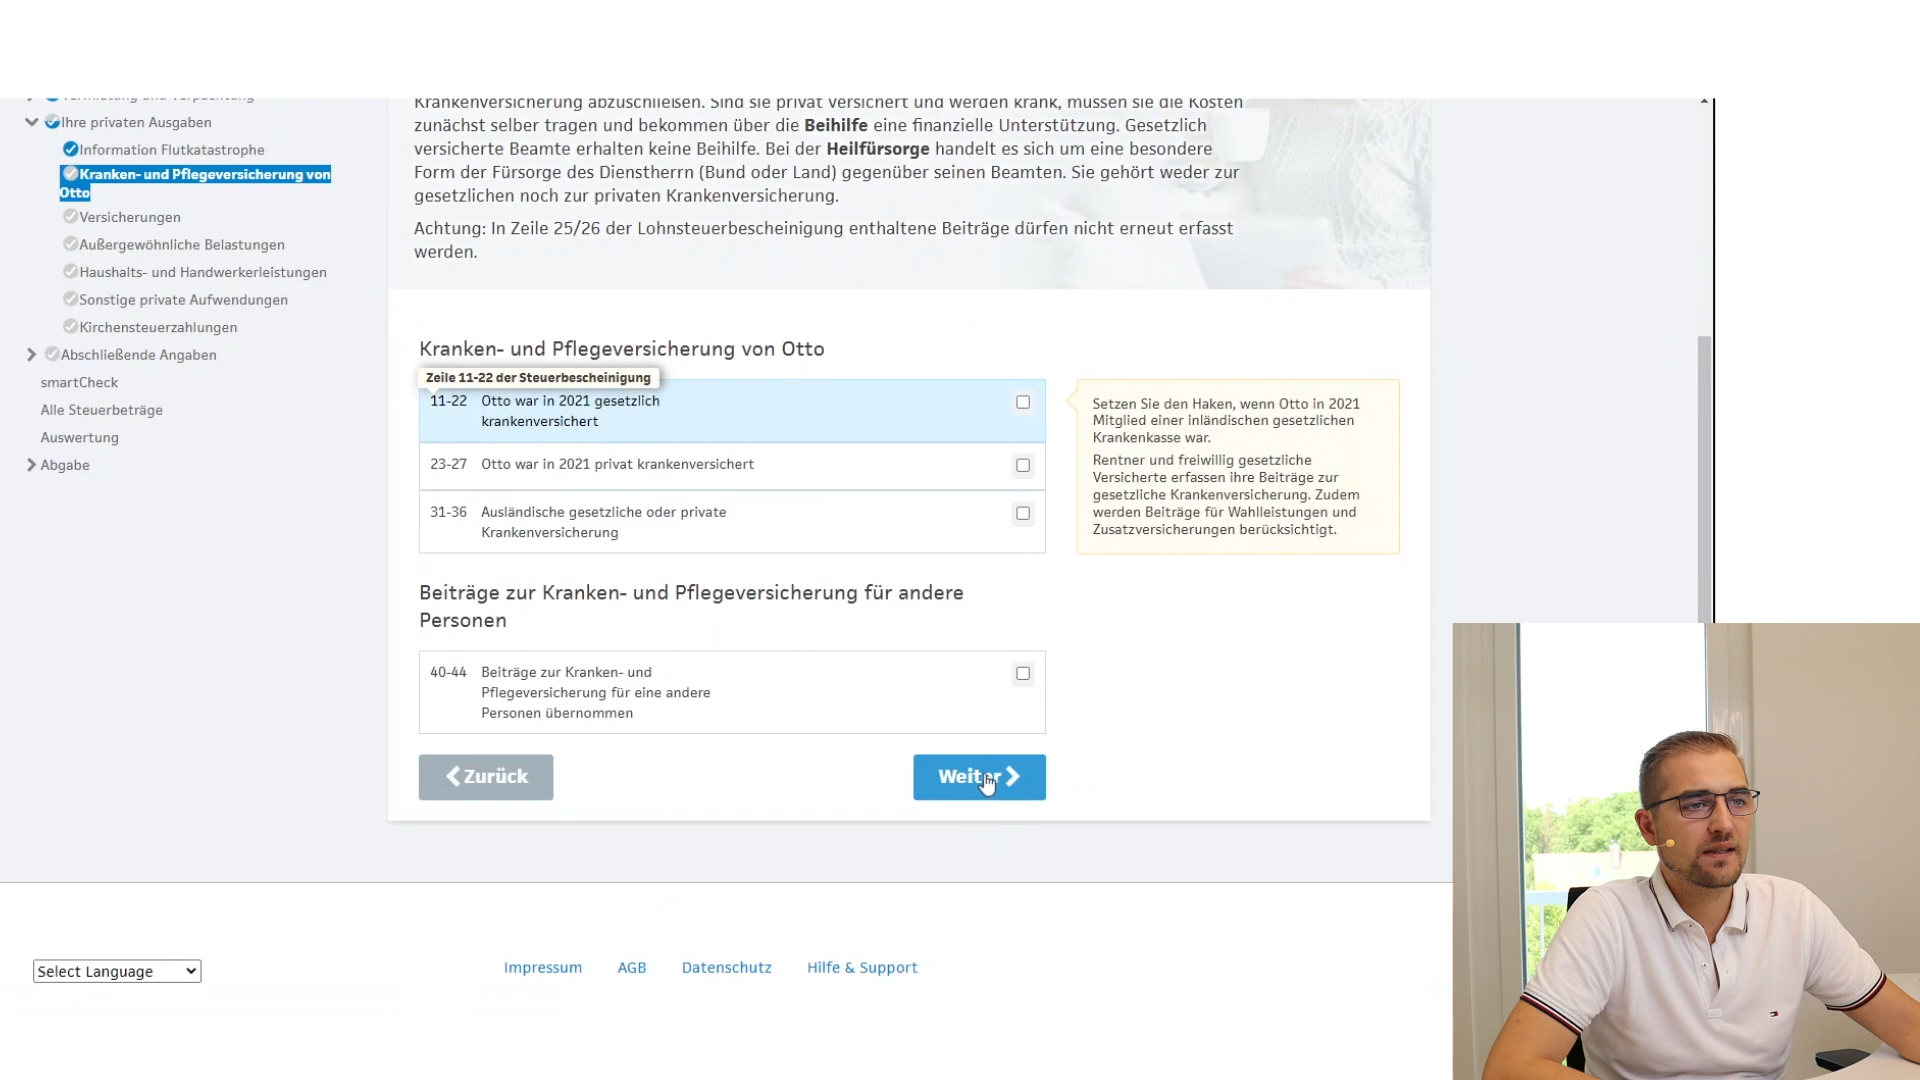 Krankenversicherung abzuschließen. Sind sie privat versichert und werden krank, müssen sie die Kosten
zunächst selber tragen und bekommen über die Beihilfe eine finanzielle Unterstützung. Gesetzlich
versicherte Beamte erhalten keine Beihilfe. Bei der Heilfürsorge handelt es sich um eine besondere
Form der Fürsorge des Dienstherrn (Bund oder Land) gegenüber seinen Beamten. Sie gehört weder zur
gesetzlichen noch zur privaten Krankenversicherung.
Achtung: In Zeile 25/26 der Lohnsteuerbescheinigung enthaltene Beiträge dürfen nicht erneut erfasst
werden.
Vermietung und Verpachtung
Ihre privaten Ausgaben
Information Flutkatastrophe
Kranken- und Pflegeversicherung von
Otto
Versicherungen
Außergewöhnliche Belastungen
Haushalts- und Handwerkerleistungen
Sonstige private Aufwendungen
Kirchensteuerzahlungen
Abschließende Angaben
smartCheck
Alle Steuerbeträge
Auswertung
Abgabe
Kranken- und Pflegeversicherung von Otto
Zeile 11-22 der Steuerbescheinigung
11-22 Otto war in 2021 gesetzlich
krankenversichert
23-27 Otto war in 2021 privat krankenversichert
31-36 Ausländische gesetzliche oder private
Krankenversicherung
Setzen Sie den Haken, wenn Otto in 2021
Mitglied einer inländischen gesetzlichen
Krankenkasse war.
Rentner und freiwillig gesetzliche
Versicherte erfassen ihre Beiträge zur
gesetzliche Krankenversicherung. Zudem
werden Beiträge für Wahlleistungen und
Zusatzversicherungen berücksichtigt.
Beiträge zur Kranken- und Pflegeversicherung für andere
Personen
40-44 Beiträge zur Kranken- und
Pflegeversicherung für eine andere
Personen übernommen
Zurück
Weiter
Select Language
Impressum AGB Datenschutz Hilfe & Support